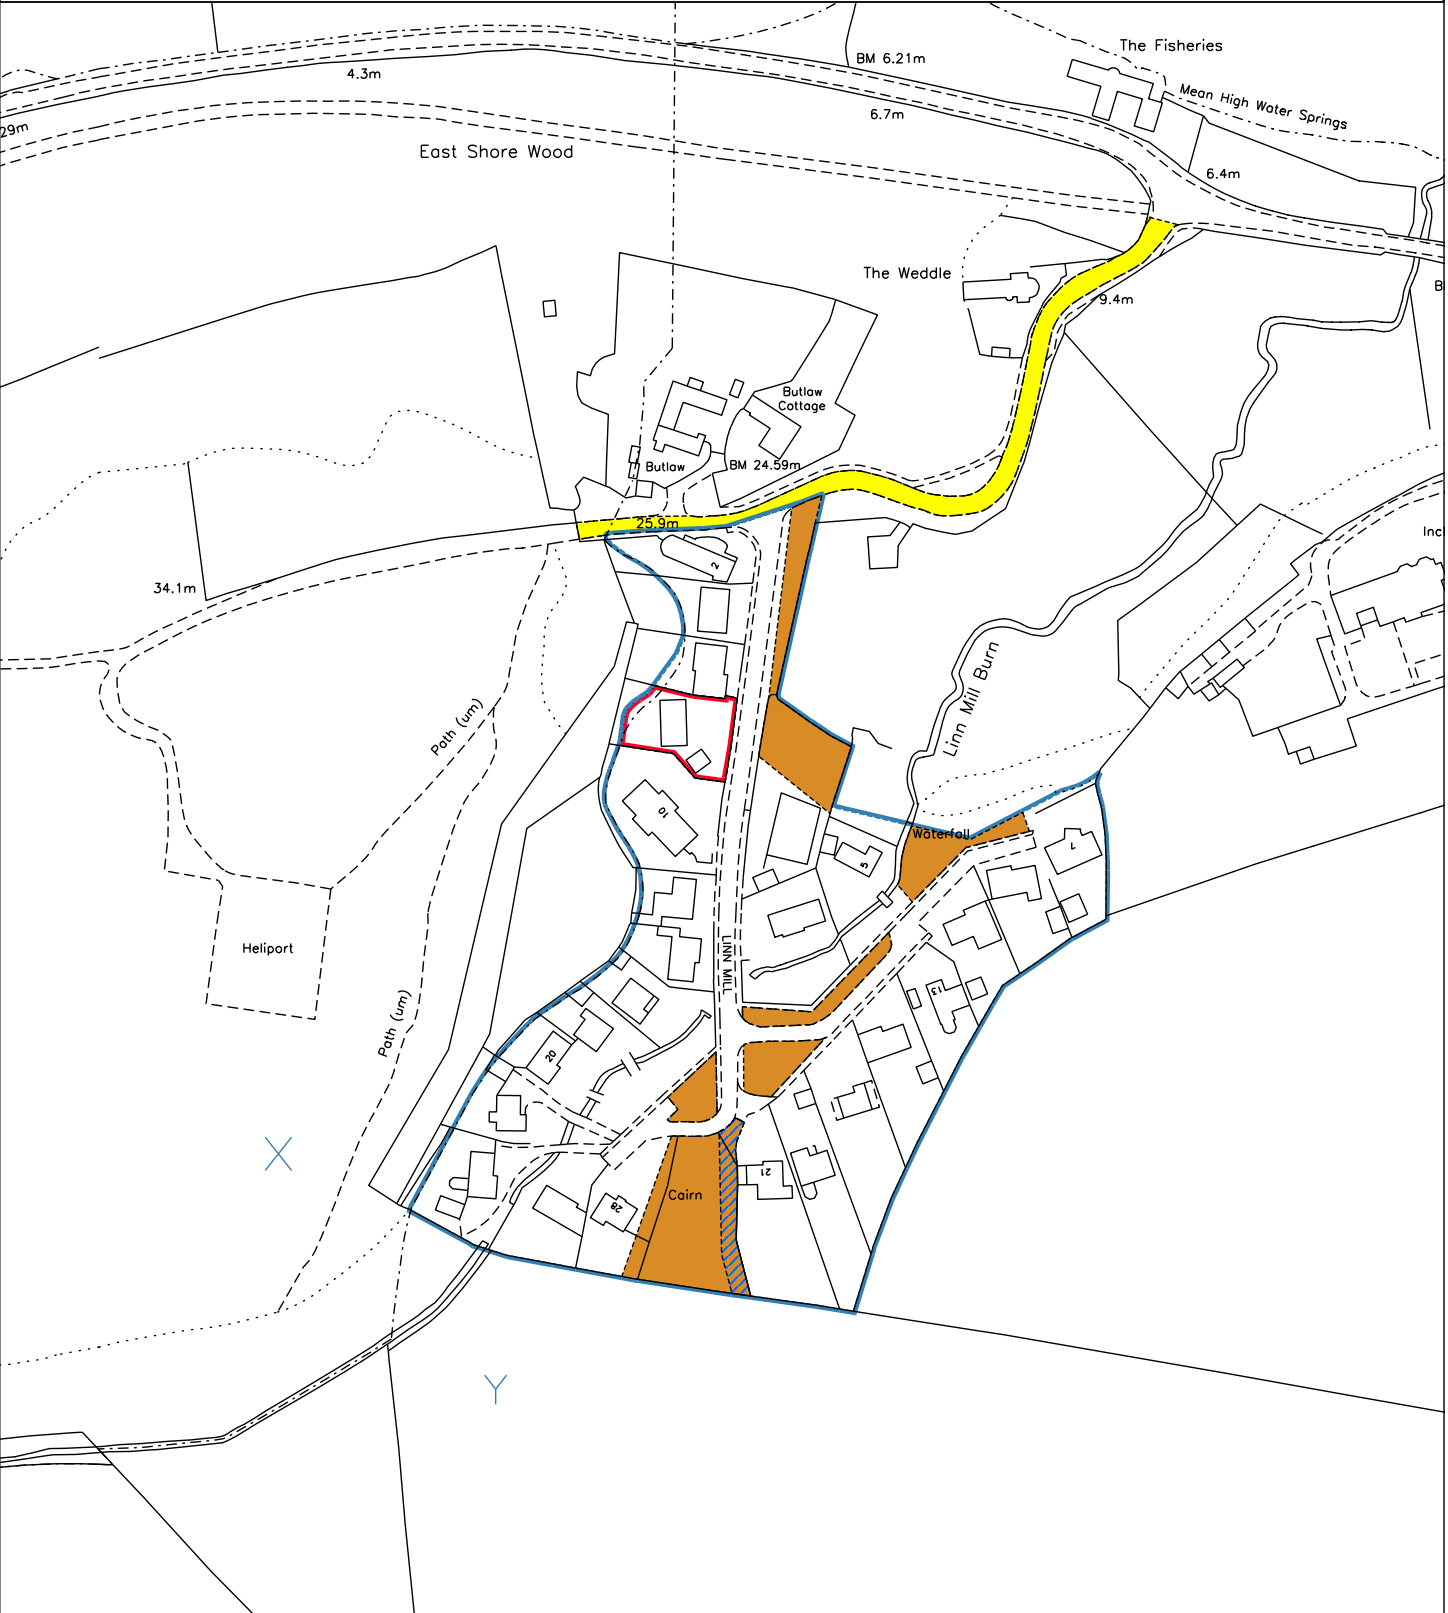 The Fisheries
BM 6.21m
4.3m
Mean High Water Springs
6.7m
29m
East Shore Wood
6.4m
The Weddle
B
9.4m
Butlaw
Cottage
Butlaw
BM 24.59m
25.9m
2
34.1m
Linn Mill Burn
Path (um)
10
Waterfall
5
7
LINN MILL
Heliport
13
Path (um)
20
X
21
Cairn
28
Y